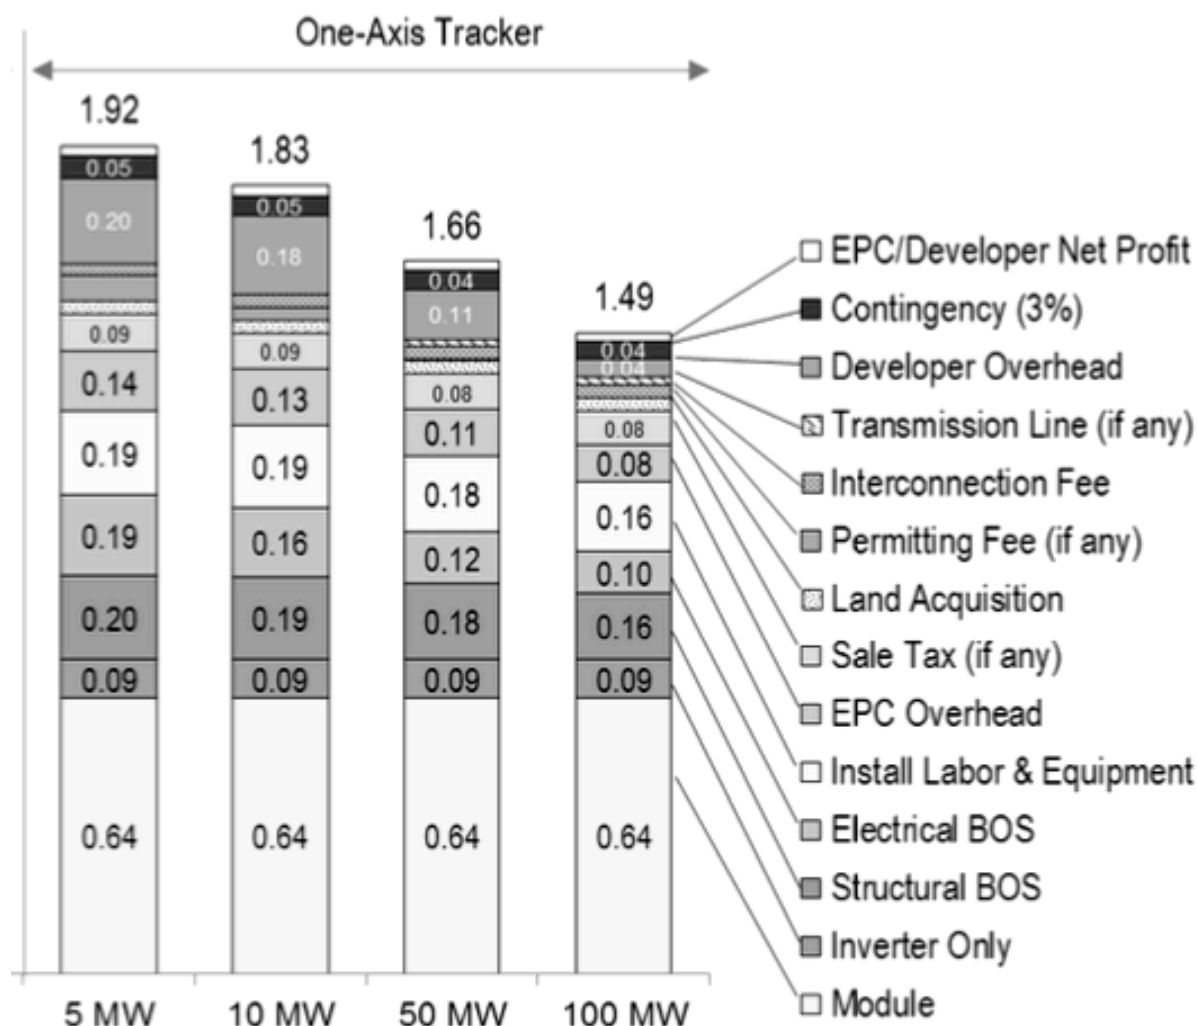 One-Axis Tracker
1.92
1.83
1.66
1.49
0.05
0.20
0.09
0.14
0.19
0.19
0.20
0.09
0.64
0.05
0.18
0.09
0.13
0.19
0.16
0.19
0.09
0.64
0.04
0.11
0.08
0.11
0.18
0.12
0.18
0.09
0.64
0.04
0.04
0.08
0.08
0.16
0.10
0.16
0.09
0.64
EPC/Developer Net Profit
Contingency (3%)
Developer Overhead
Transmission Line (if any)
Interconnection Fee
Permitting Fee (if any)
Land Acquisition
Sale Tax (if any)
EPC Overhead
Install Labor & Equipment
Electrical BOS
Structural BOS
Inverter Only
Module
5 MW 10 MW 50 MW 100 MW